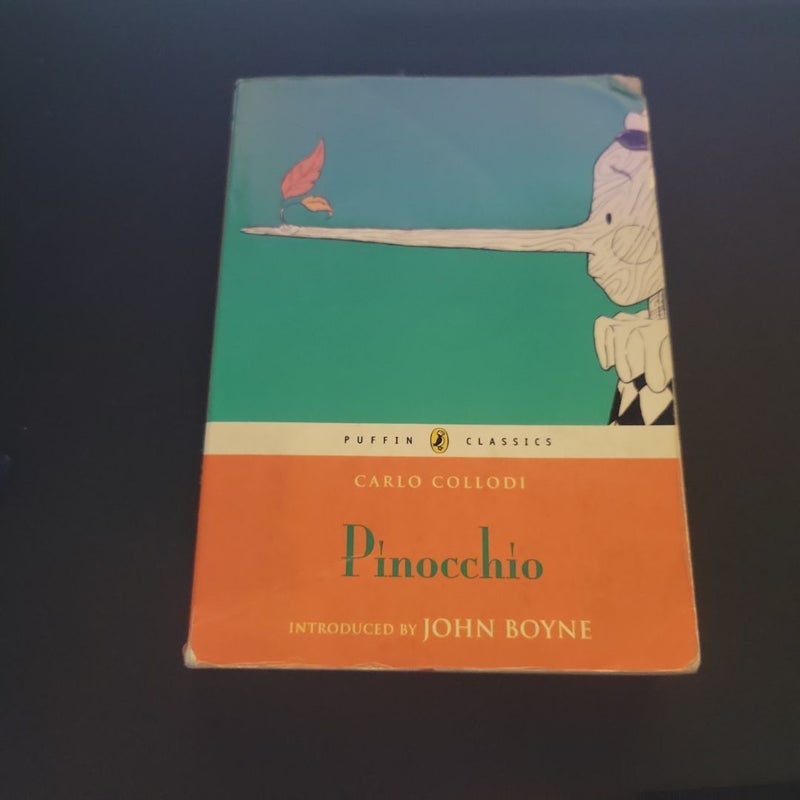 PUFFIN CLASSICS
CARLO COLLODI
Pinocchio
INTRODUCED BY JOHN BOYNE